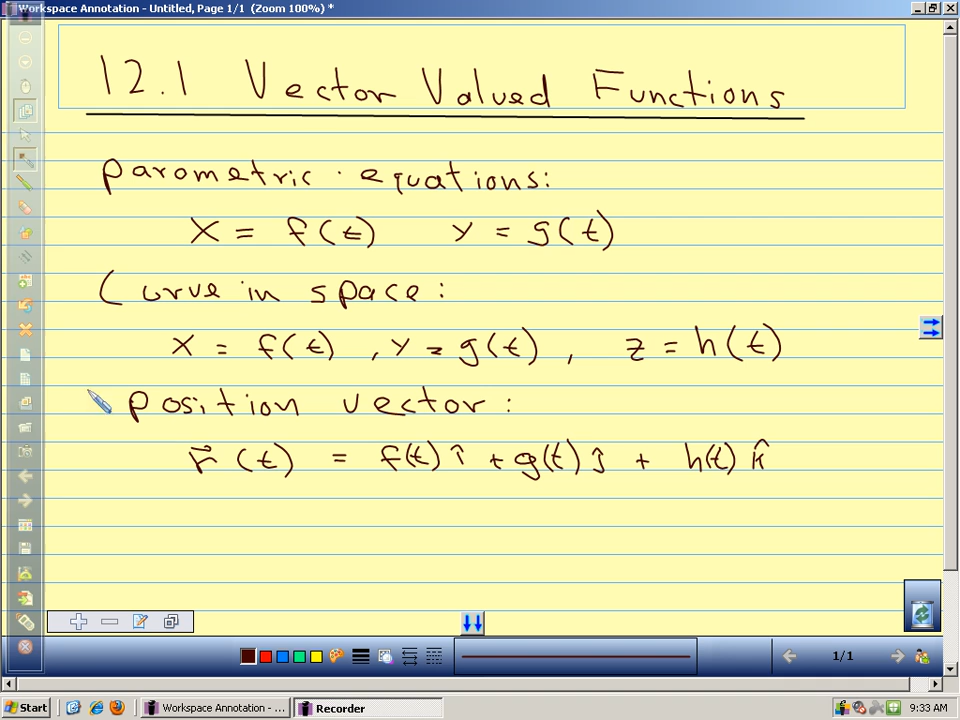 Workspace Annotation - Untitled, Page 1/1 (Zoom 100%) *
12.1 Vector Valued Functions
parametric equations:
x = f(t) y = g(t)
Curve in space:
x = f(t), y = g(t), z = h(t)
position vector:
r⃗(t) = f(t) î + g(t) ĵ + h(t) k̂
1/1
Start Workspace Annotation - ... Recorder 9:33 AM